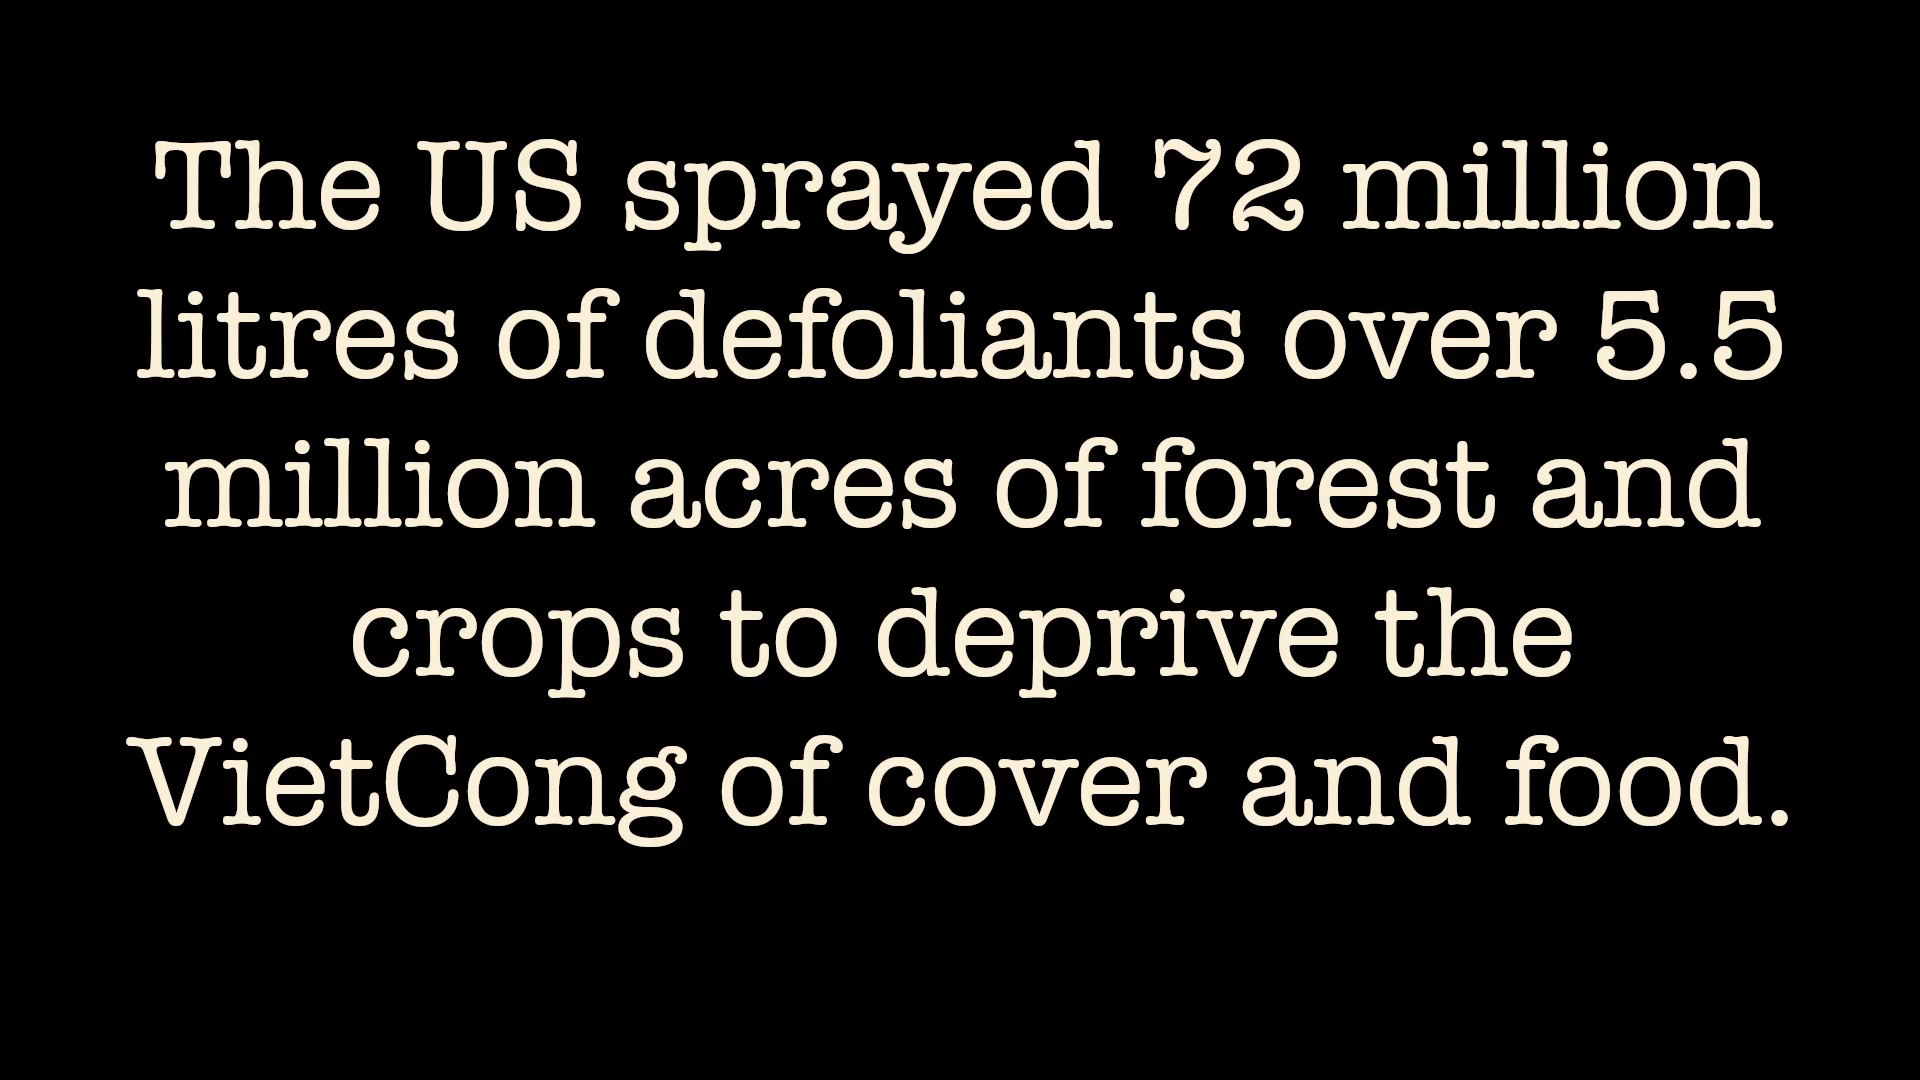 The US sprayed 72 million
litres of defoliants over 5.5
million acres of forest and
crops to deprive the
VietCong of cover and food.